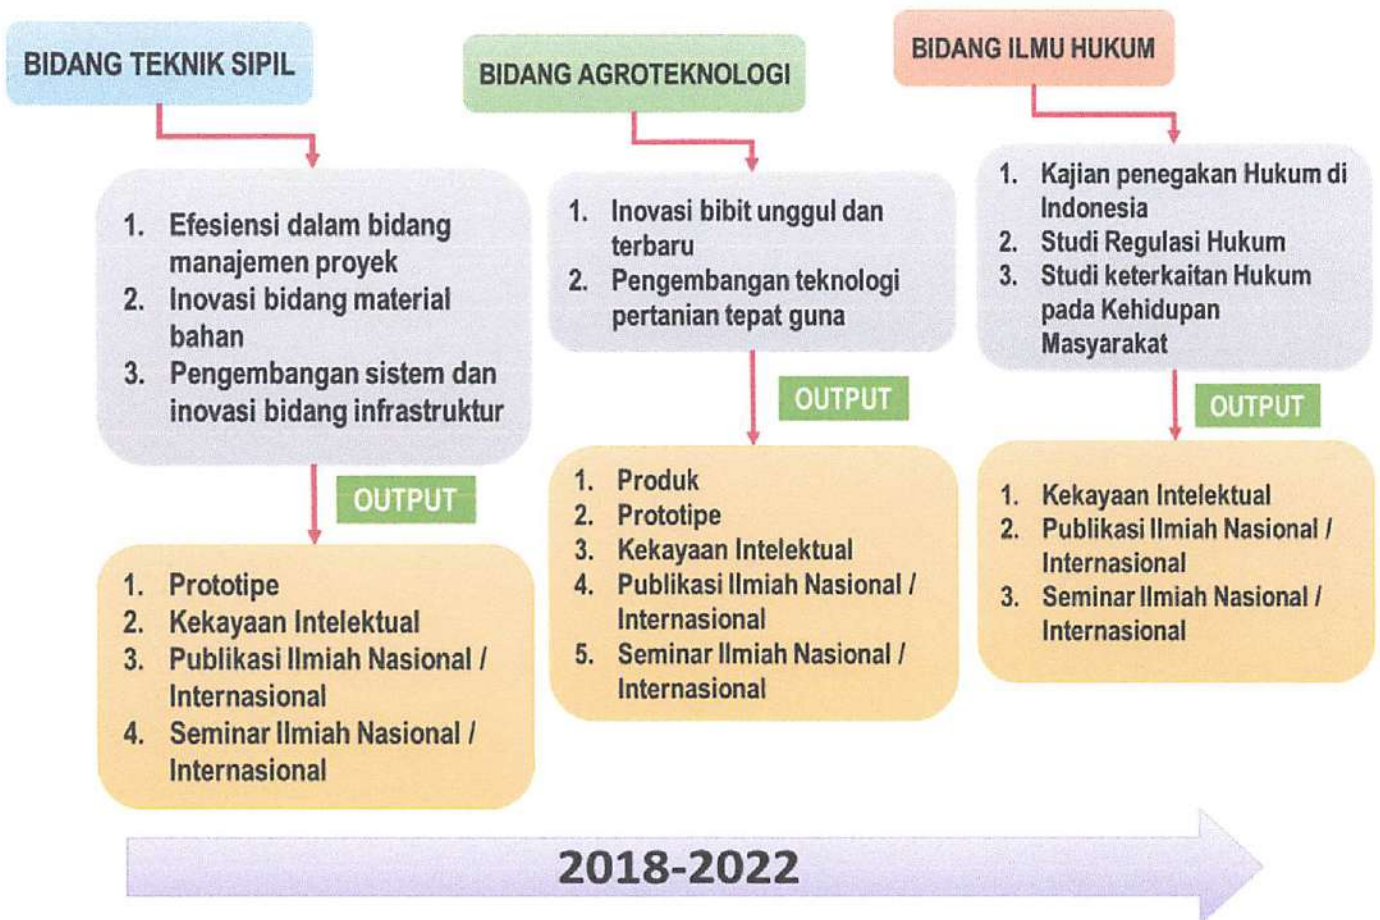 BIDANG TEKNIK SIPIL
1. Efesiensi dalam bidang
manajemen proyek
2. Inovasi bidang material
bahan
3. Pengembangan sistem dan
inovasi bidang infrastruktur
OUTPUT
1. Prototipe
2. Kekayaan Intelektual
3. Publikasi Ilmiah Nasional /
Internasional
4. Seminar Ilmiah Nasional /
Internasional
BIDANG AGROTEKNOLOGI
1. Inovasi bibit unggul dan
terbaru
2. Pengembangan teknologi
pertanian tepat guna
OUTPUT
1. Produk
2. Prototipe
3. Kekayaan Intelektual
4. Publikasi Ilmiah Nasional /
Internasional
5. Seminar Ilmiah Nasional /
Internasional
BIDANG ILMU HUKUM
1. Kajian penegakan Hukum di
Indonesia
2. Studi Regulasi Hukum
3. Studi keterkaitan Hukum
pada Kehidupan
Masyarakat
OUTPUT
1. Kekayaan Intelektual
2. Publikasi Ilmiah Nasional /
Internasional
3. Seminar Ilmiah Nasional /
Internasional
2018-2022